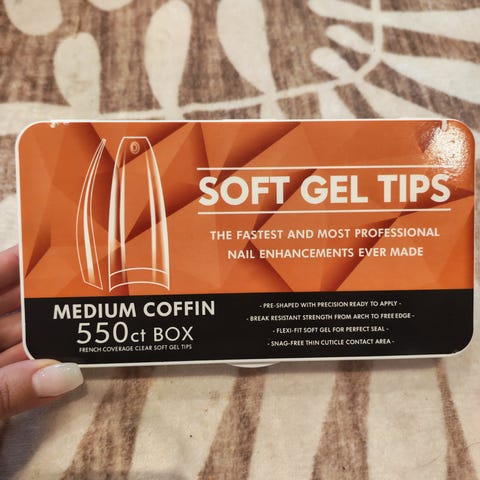 SOFT GEL TIPS
THE FASTEST AND MOST PROFESSIONAL
NAIL ENHANCEMENTS EVER MADE
MEDIUM COFFIN
550ct BOX
FRENCH COVERAGE CLEAR SOFT GEL TIPS
- PRE-SHAPED WITH PRECISION READY TO APPLY -
- BREAK RESISTANT STRENGTH FROM ARCH TO FREE EDGE -
- FLEXI-FIT SOFT GEL FOR PERFECT SEAL -
- SNAG-FREE THIN CUTICLE CONTACT AREA -